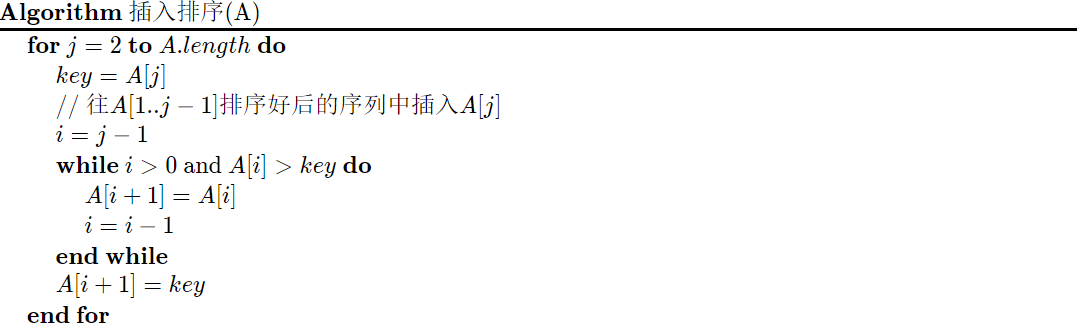 Algorithm 插入排序(A)
for j = 2 to A.length do
key = A[j]
// 往A[1..j − 1]排序好后的序列中插入A[j]
i = j − 1
while i > 0 and A[i] > key do
A[i + 1] = A[i]
i = i − 1
end while
A[i + 1] = key
end for